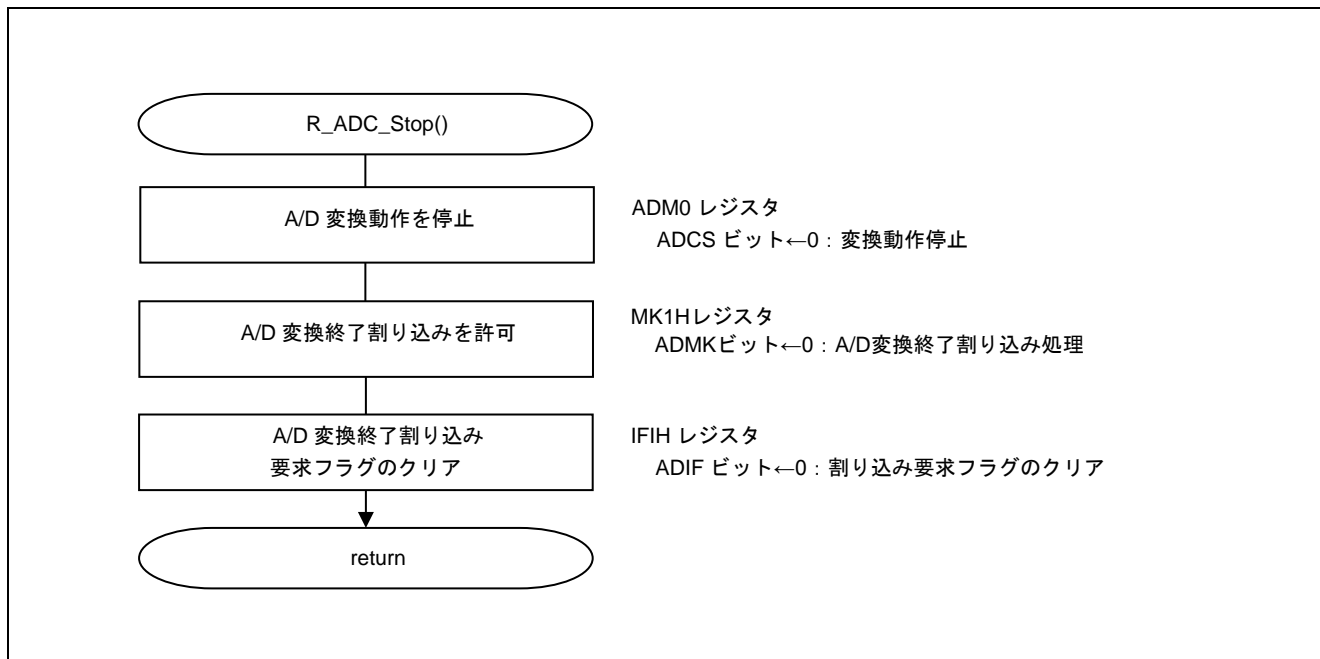 R_ADC_Stop()
A/D 変換動作を停止
ADM0 レジスタ
ADCS ビット←0：変換動作停止
A/D 変換終了割り込みを許可
MK1Hレジスタ
ADMKビット←0：A/D変換終了割り込み処理
A/D 変換終了割り込み
要求フラグのクリア
IFIH レジスタ
ADIF ビット←0：割り込み要求フラグのクリア
return